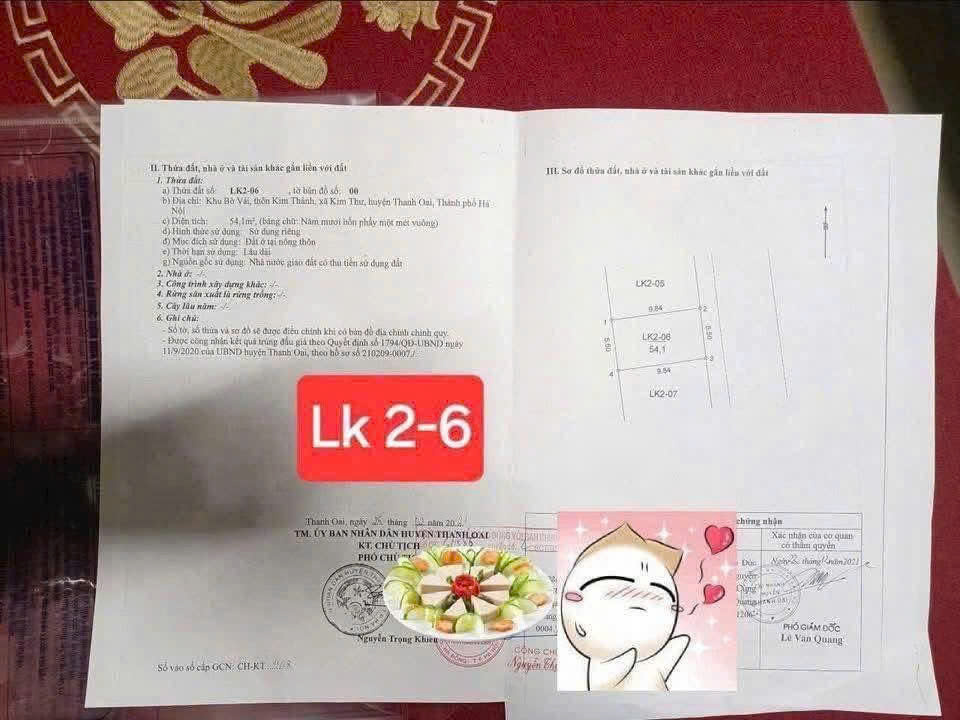 II. Thửa đất, nhà ở và tài sản khác gắn liền với đất
1. Thửa đất:
a) Thửa đất số: LK2-06 , tờ bản đồ số: 00
b) Địa chỉ: Khu Bờ Vải, thôn Kim Thành, xã Kim Thư, huyện Thanh Oai, Thành phố Hà
Nội
c) Diện tích: 54,1m², (bằng chữ: Năm mươi bốn phẩy một mét vuông)
d) Hình thức sử dụng: Sử dụng riêng
đ) Mục đích sử dụng: Đất ở tại nông thôn
e) Thời hạn sử dụng: Lâu dài
g) Nguồn gốc sử dụng: Nhà nước giao đất có thu tiền sử dụng đất
2. Nhà ở: -/-
3. Công trình xây dựng khác: -/-
4. Rừng sản xuất là rừng trồng: -/-
5. Cây lâu năm: -/-
6. Ghi chú:
- Số tờ, số thửa và sơ đồ sẽ được điều chỉnh khi có bản đồ địa chính chính quy.
- Được công nhận kết quả trúng đấu giá theo Quyết định số 1794/QĐ-UBND ngày
11/9/2020 của UBND huyện Thanh Oai, theo hồ sơ số 210209-0007./.
Lk 2-6
Thanh Oai, ngày tháng năm
TM. ỦY BAN NHÂN DÂN HUYỆN THANH OAI
KT. CHỦ TỊCH
PHÓ CHỦ
Nguyễn Trọng Khiển
Số vào sổ cấp GCN: CH-KT
III. Sơ đồ thửa đất, nhà ở và tài sản khác gắn liền với đất
B
LK2-05
9,84
1
2
5,50
LK2-06
54,1
5,50
4
9,84
3
LK2-07
chứng nhận
Xác nhận của cơ quan
có thẩm quyền
Đức
PHÓ GIÁM ĐỐC
Lê Văn Quang
CÔNG CH
Nguyễn Th